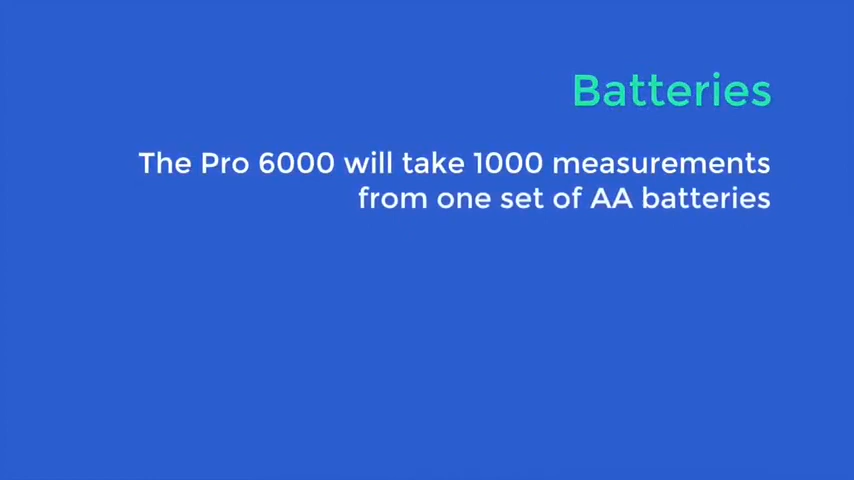 Batteries
The Pro 6000 will take 1000 measurements
from one set of AA batteries